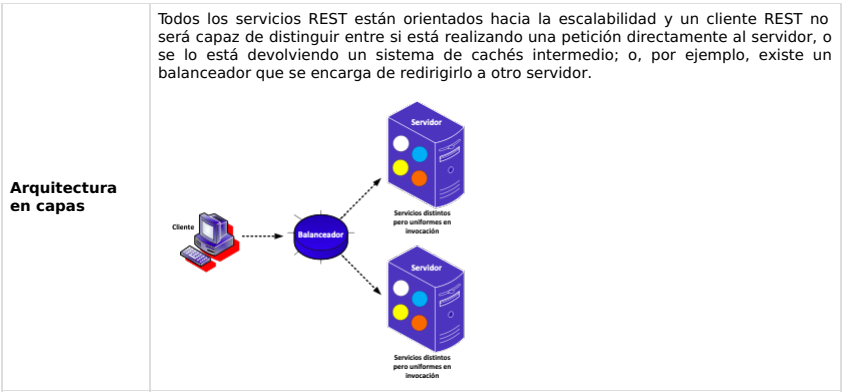 Todos los servicios REST están orientados hacia la escalabilidad y un cliente REST no
será capaz de distinguir entre si está realizando una petición directamente al servidor, o
se lo está devolviendo un sistema de cachés intermedio; o, por ejemplo, existe un
balanceador que se encarga de redirigirlo a otro servidor.
Arquitectura
en capas
Servidor
Servicios distintos
pero uniformes en
invocación
Cliente
Balanceador
Servidor
Servicios distintos
pero uniformes en
invocación